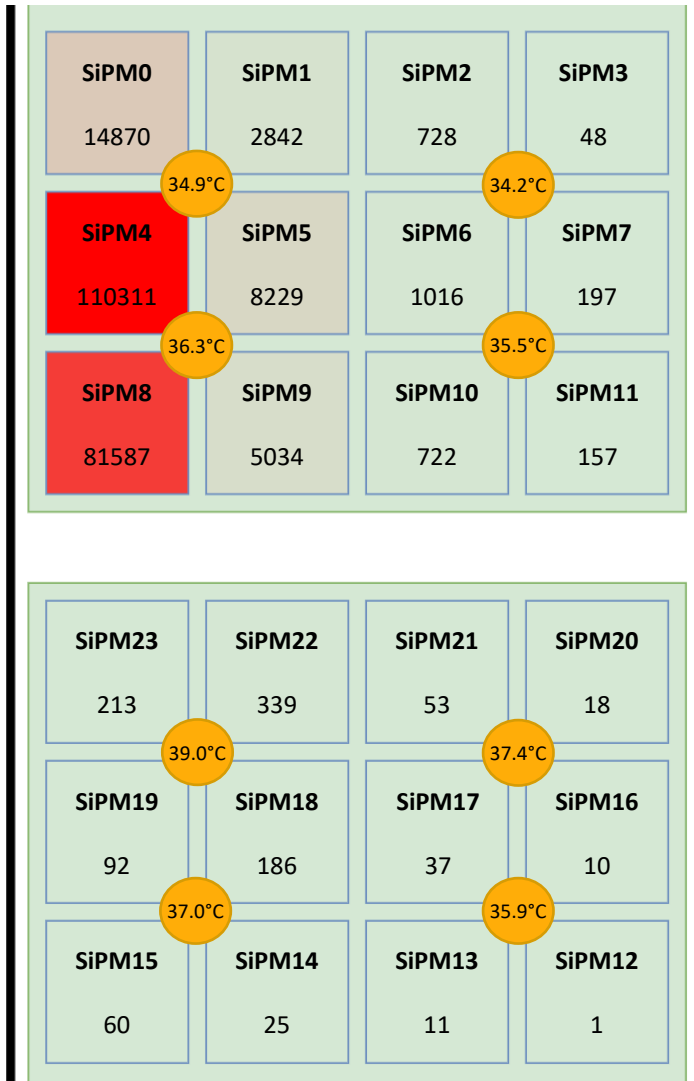 SiPM0 SiPM1 SiPM2 SiPM3
14870 2842 728 48
34.9°C 34.2°C
SiPM4 SiPM5 SiPM6 SiPM7
110311 8229 1016 197
36.3°C 35.5°C
SiPM8 SiPM9 SiPM10 SiPM11
81587 5034 722 157
SiPM23 SiPM22 SiPM21 SiPM20
213 339 53 18
39.0°C 37.4°C
SiPM19 SiPM18 SiPM17 SiPM16
92 186 37 10
37.0°C 35.9°C
SiPM15 SiPM14 SiPM13 SiPM12
60 25 11 1